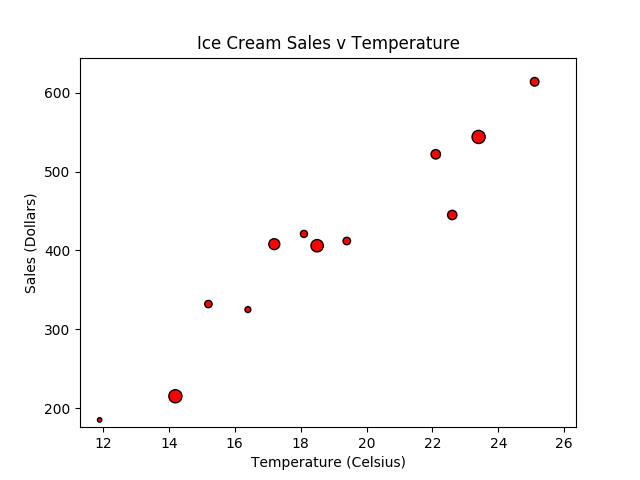 Ice Cream Sales v Temperature
600
500
400
300
200
Sales (Dollars)
12 14 16 18 20 22 24 26
Temperature (Celsius)